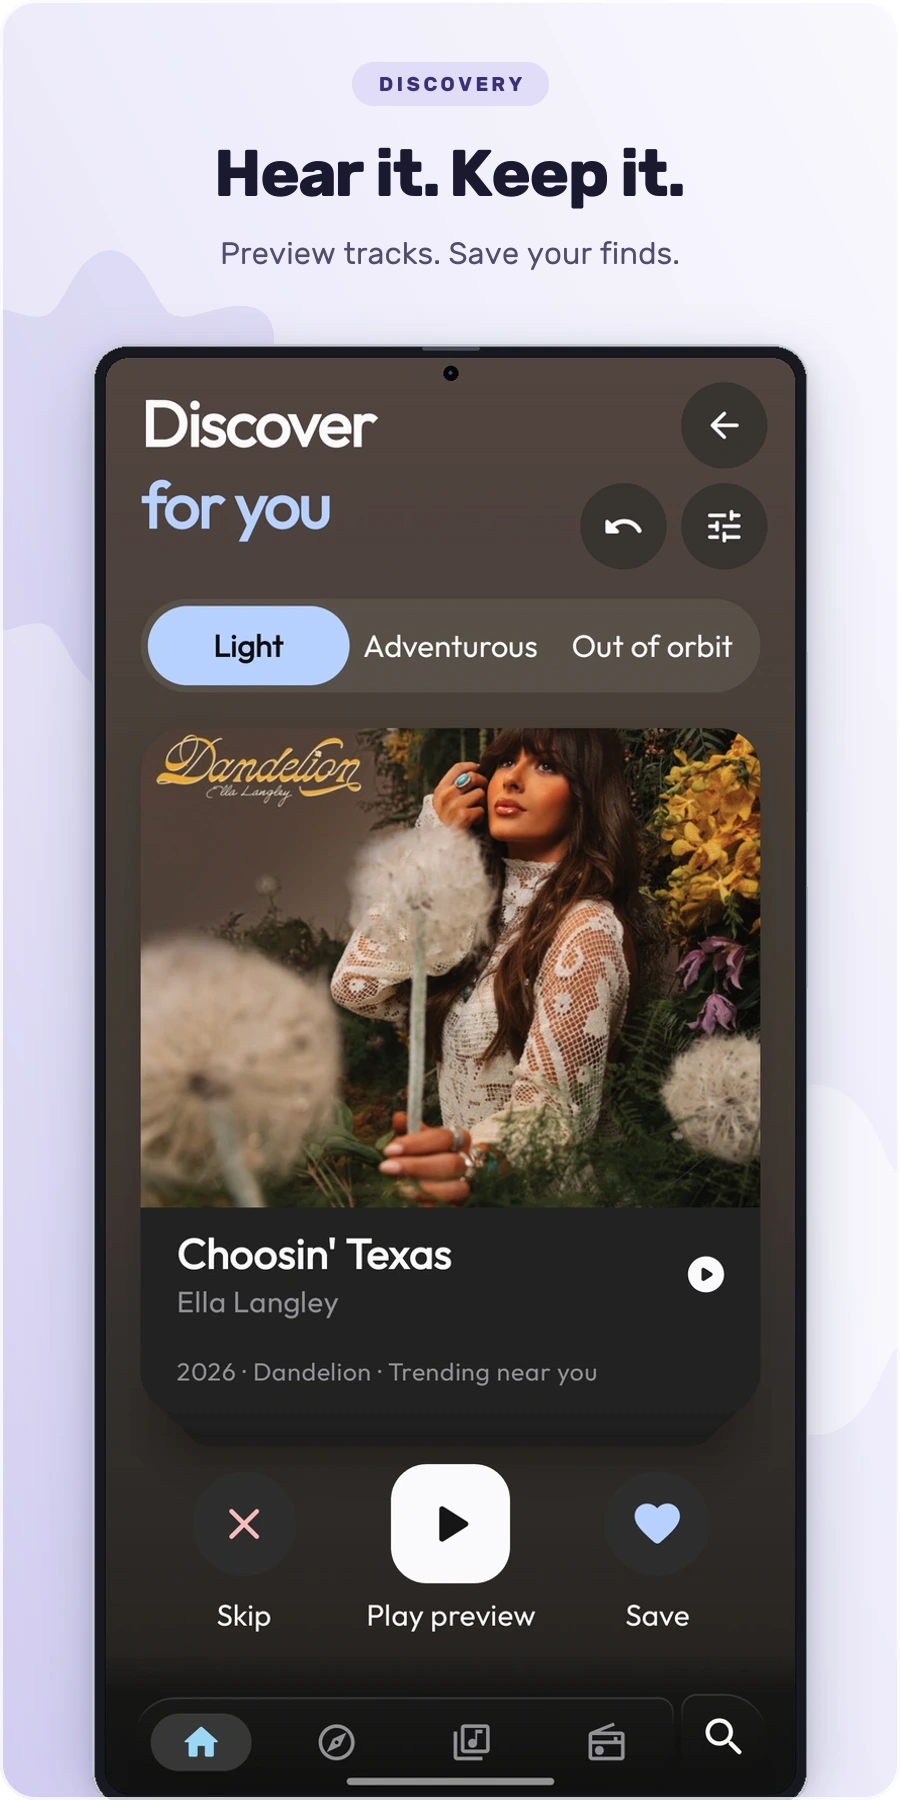 DISCOVERY
Hear it. Keep it.
Preview tracks. Save your finds.
Discover
for you
Light Adventurous Out of orbit
Dandelion
Ella Langley
Choosin' Texas
Ella Langley
2026 · Dandelion · Trending near you
Skip Play preview Save